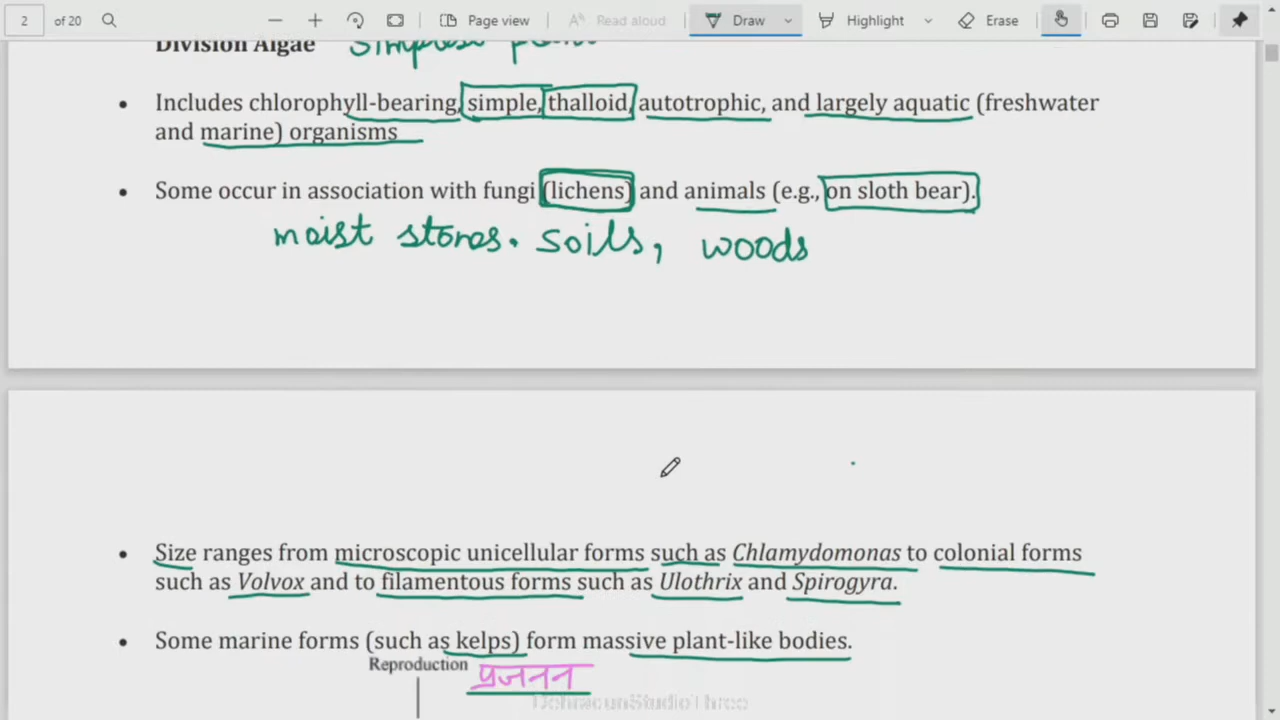 2 of 20 Page view Read aloud Draw Highlight Erase
Division Algae Simplest
• Includes chlorophyll-bearing, simple, thalloid, autotrophic, and largely aquatic (freshwater
and marine) organisms
• Some occur in association with fungi (lichens) and animals (e.g., on sloth bear).
moist stones. soils, woods
• Size ranges from microscopic unicellular forms such as Chlamydomonas to colonial forms
such as Volvox and to filamentous forms such as Ulothrix and Spirogyra.
• Some marine forms (such as kelps) form massive plant-like bodies.
Reproduction प्रजनन
DehradunStudioThree